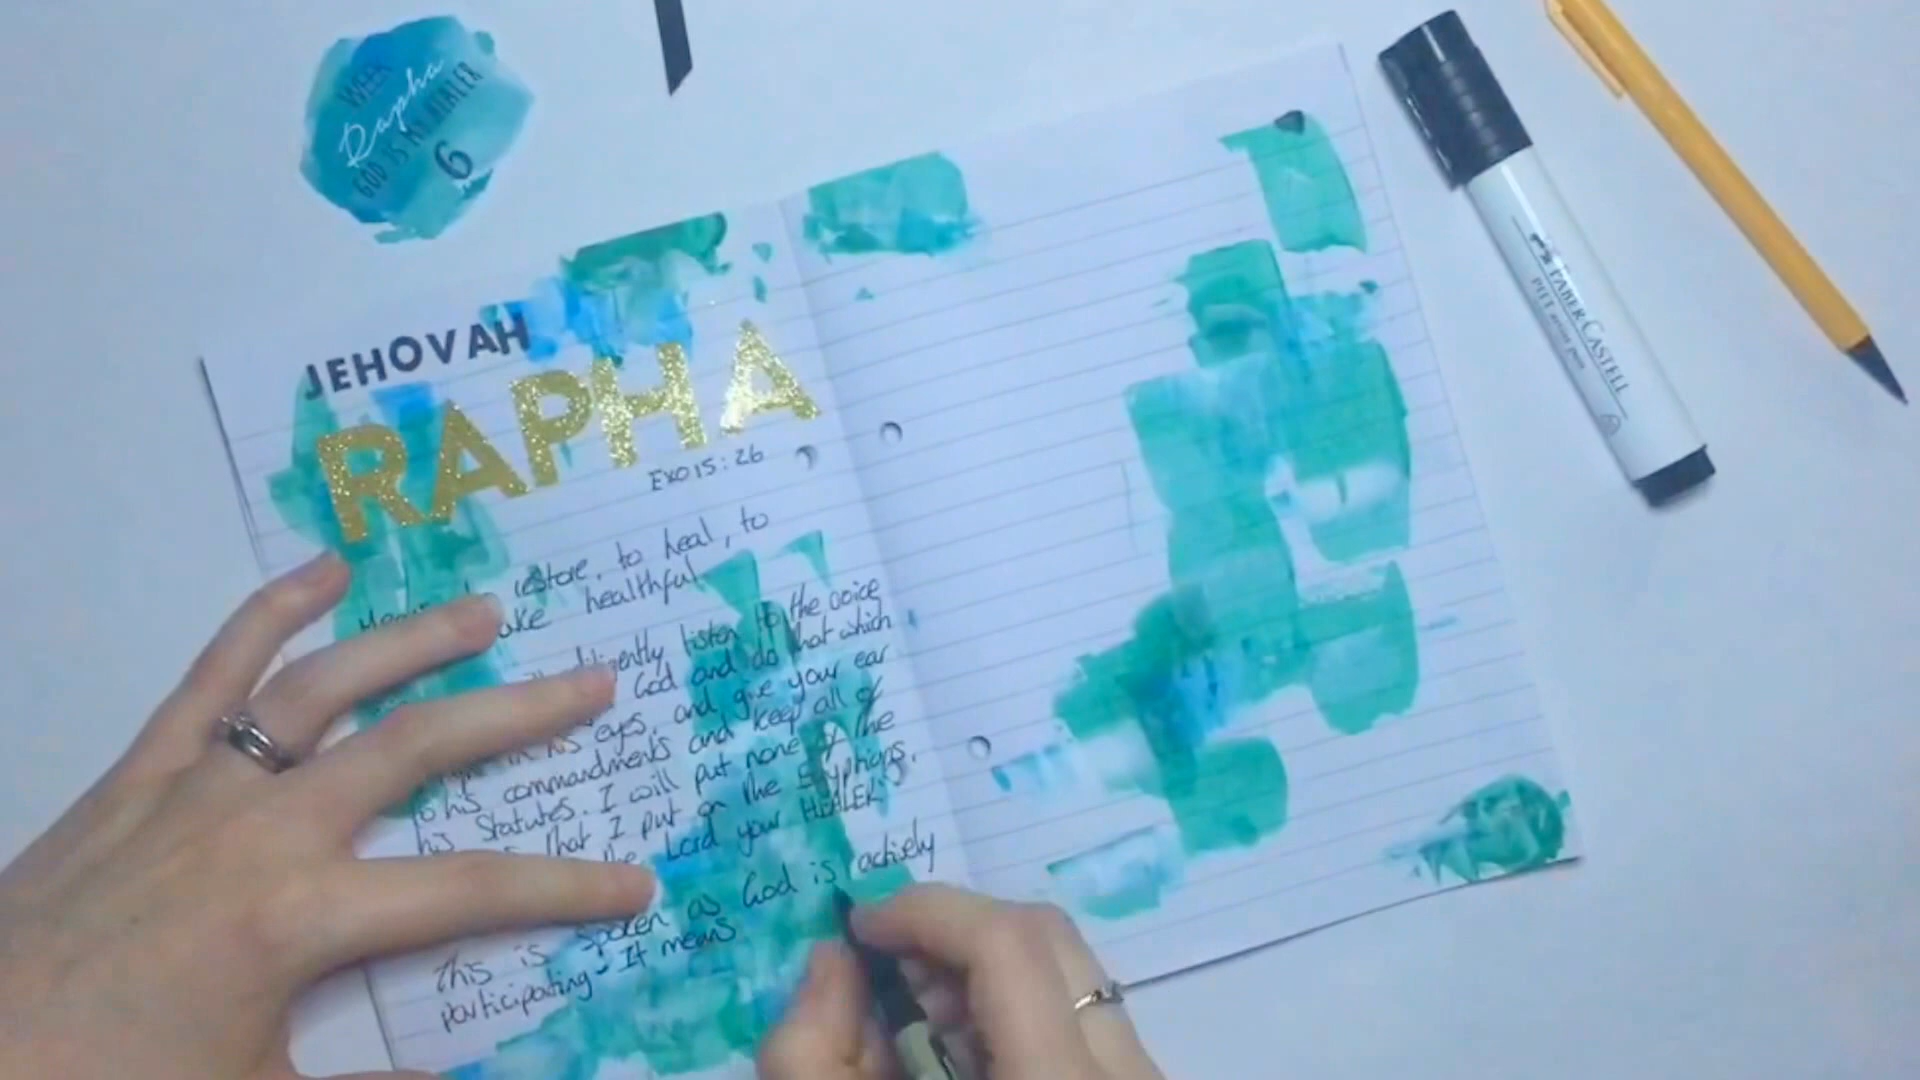 WEEK
Rapha
GOD IS MY HEALER
6
JEHOVAH
RAPHA
EXO 15:26
restore, to heal, to
healthful
diligently listen to the voice
God and do that which
his eyes, and give your ear
to his commandments and keep all of
his statutes. I will put none of the
that I put on the Egyptians.
the Lord your HEALER"
This is spoken as God is actively
participating - It means
FABER CASTELL
PITT artist pen